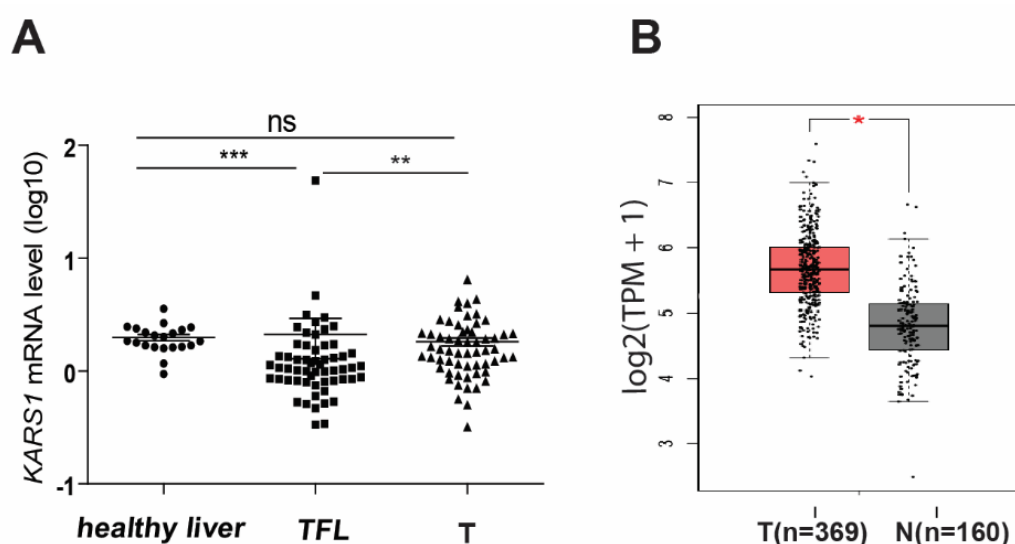 A
ns
***
**
KARS1 mRNA level (log10)
2
1
0
-1
healthy liver
TFL
T
B
*
log2(TPM + 1)
8
7
6
5
4
3
T(n=369)
N(n=160)